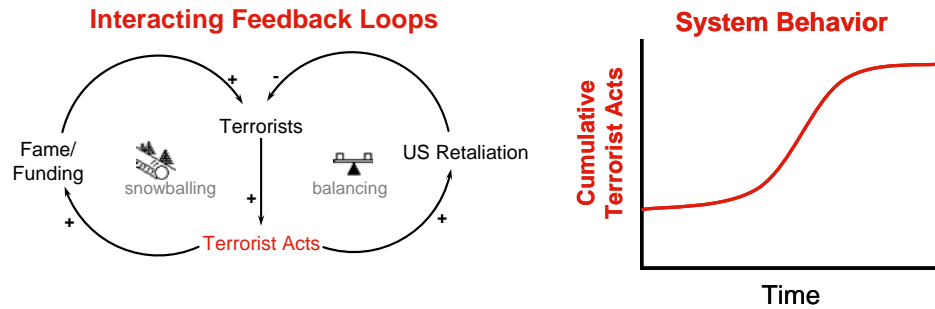 Interacting Feedback Loops
+
-
Terrorists
Fame/
Funding
snowballing
balancing
US Retaliation
+
+
+
Terrorist Acts
System Behavior
Cumulative
Terrorist Acts
Time